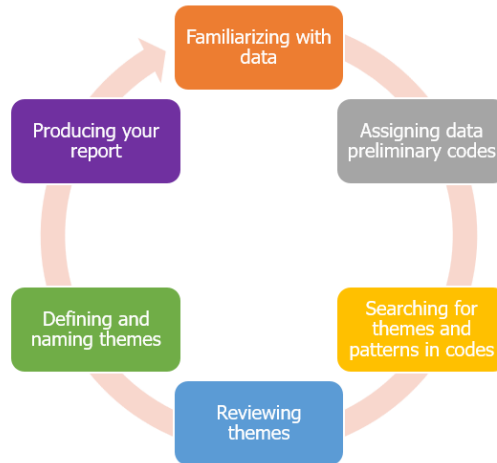 Familiarizing with
data
Assigning data
preliminary codes
Searching for
themes and
patterns in codes
Reviewing
themes
Defining and
naming themes
Producing your
report